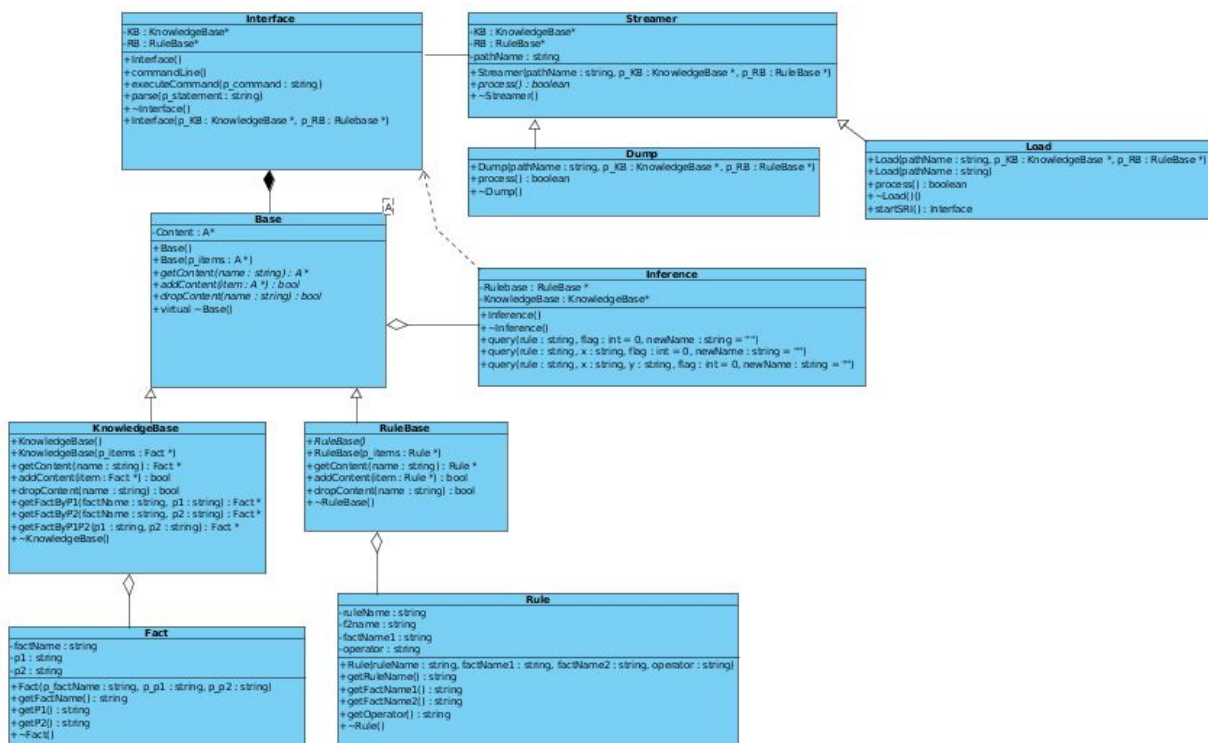 Interface
-KB : KnowledgeBase*
-RB : RuleBase*
+Interface()
+commandLine()
+executeCommand(p_command : string)
+parse(p_statement : string)
+~Interface()
+Interface(p_KB : KnowledgeBase *, p_RB : Rulebase *)
Streamer
-KB : KnowledgeBase*
-RB : RuleBase*
-pathName : string
+Streamer(pathName : string, p_KB : KnowledgeBase *, p_RB : RuleBase *)
+process() : boolean
+~Streamer()
Dump
+Dump(pathName : string, p_KB : KnowledgeBase *, p_RB : RuleBase *)
+process() : boolean
+~Dump()
Load
+Load(pathName : string, p_KB : KnowledgeBase *, p_RB : RuleBase *)
+Load(pathName : string)
+process() : boolean
+~Load()()
+startSRI() : Interface
A
Base
-Content : A*
+Base()
+Base(p_items : A*)
+getContent(name : string) : A*
+addContent(item : A*) : bool
+dropContent(name : string) : bool
+virtual ~Base()
Inference
-Rulebase : RuleBase *
-KnowledgeBase : KnowledgeBase*
+Inference()
+~Inference()
+query(rule : string, flag : int = 0, newName : string = "")
+query(rule : string, x : string, flag : int = 0, newName : string = "")
+query(rule : string, x : string, y : string, flag : int = 0, newName : string = "")
KnowledgeBase
+KnowledgeBase()
+KnowledgeBase(p_items : Fact *)
+getContent(name : string) : Fact *
+addContent(item : Fact *) : bool
+dropContent(name : string) : bool
+getFactByP1(factName : string, p1 : string) : Fact *
+getFactByP2(factName : string, p2 : string) : Fact *
+getFactByP1P2(p1 : string, p2 : string) : Fact *
+~KnowledgeBase()
RuleBase
+RuleBase()
+RuleBase(p_items : Rule *)
+getContent(name : string) : Rule *
+addContent(item : Rule *) : bool
+dropContent(name : string) : bool
+~RuleBase()
Fact
-factName : string
-p1 : string
-p2 : string
+Fact(p_factName : string, p_p1 : string, p_p2 : string)
+getFactName() : string
+getP1() : string
+getP2() : string
+~Fact()
Rule
-ruleName : string
-f2name : string
-factName1 : string
-operator : string
+Rule(ruleName : string, factName1 : string, factName2 : string, operator : string)
+getRuleName() : string
+getFactName1() : string
+getFactName2() : string
+getOperator() : string
+~Rule()